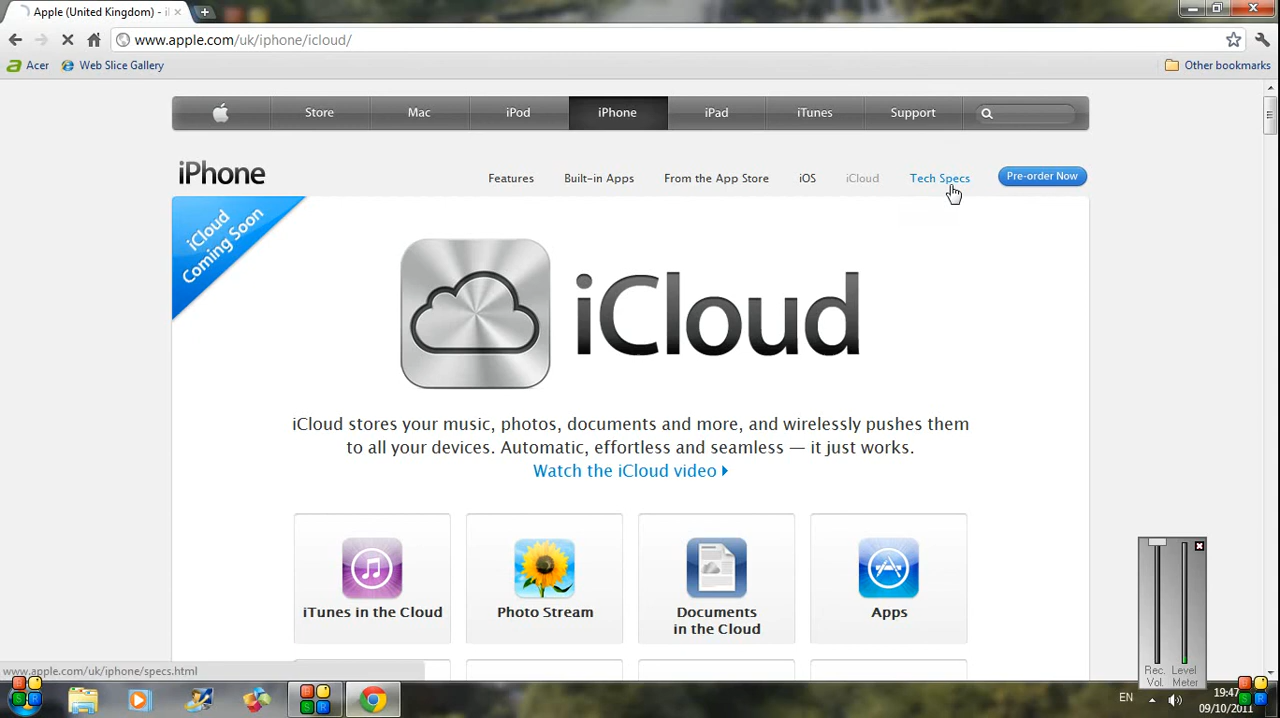 Apple (United Kingdom) - i
www.apple.com/uk/iphone/icloud/
Acer
Web Slice Gallery
Other bookmarks
Store
Mac
iPod
iPhone
iPad
iTunes
Support
iPhone
Features
Built-in Apps
From the App Store
iOS
iCloud
Tech Specs
Pre-order Now
iCloud
Coming Soon
iCloud
iCloud stores your music, photos, documents and more, and wirelessly pushes them
to all your devices. Automatic, effortless and seamless — it just works.
Watch the iCloud video
iTunes in the Cloud
Photo Stream
Documents
in the Cloud
Apps
www.apple.com/uk/iphone/specs.html
Rec. Level
Vol. Meter
S R
S R
EN
19:47
09/10/2011
S R